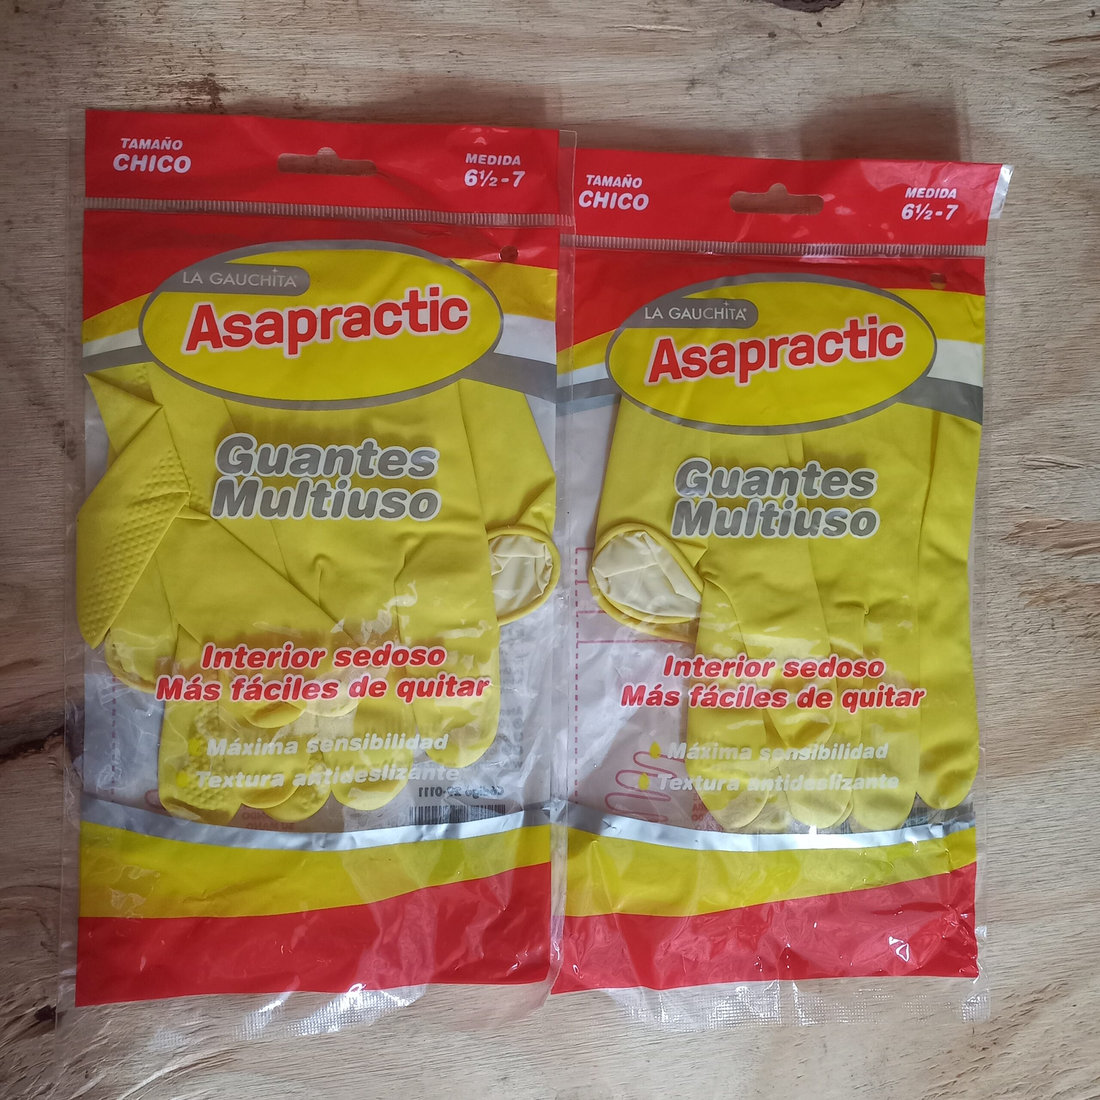 TAMAÑO
CHICO
MEDIDA
6½-7
LA GAUCHITA
Asapractic
Guantes
Multiuso
Interior sedoso
Más fáciles de quitar
Máxima sensibilidad
Textura antideslizante
TAMAÑO
CHICO
MEDIDA
6½-7
LA GAUCHITA®
Asapractic
Guantes
Multiuso
Interior sedoso
Más fáciles de quitar
Máxima sensibilidad
Textura antideslizante